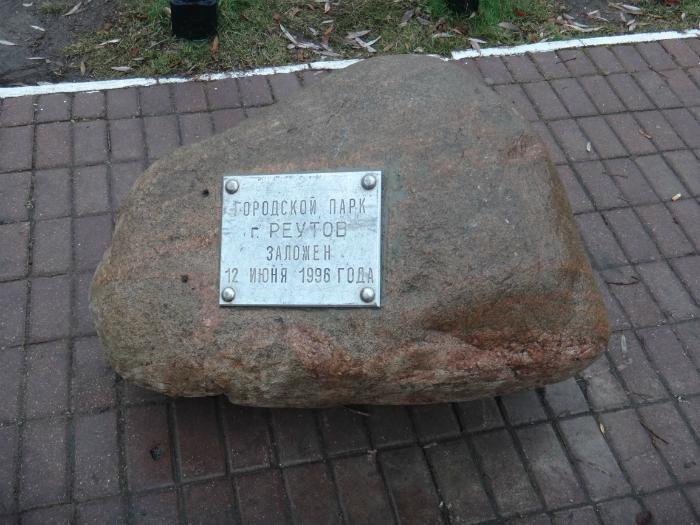 ГОРОДСКОЙ ПАРК
г. РЕУТОВ
ЗАЛОЖЕН
12 ИЮНЯ 1996 ГОДА